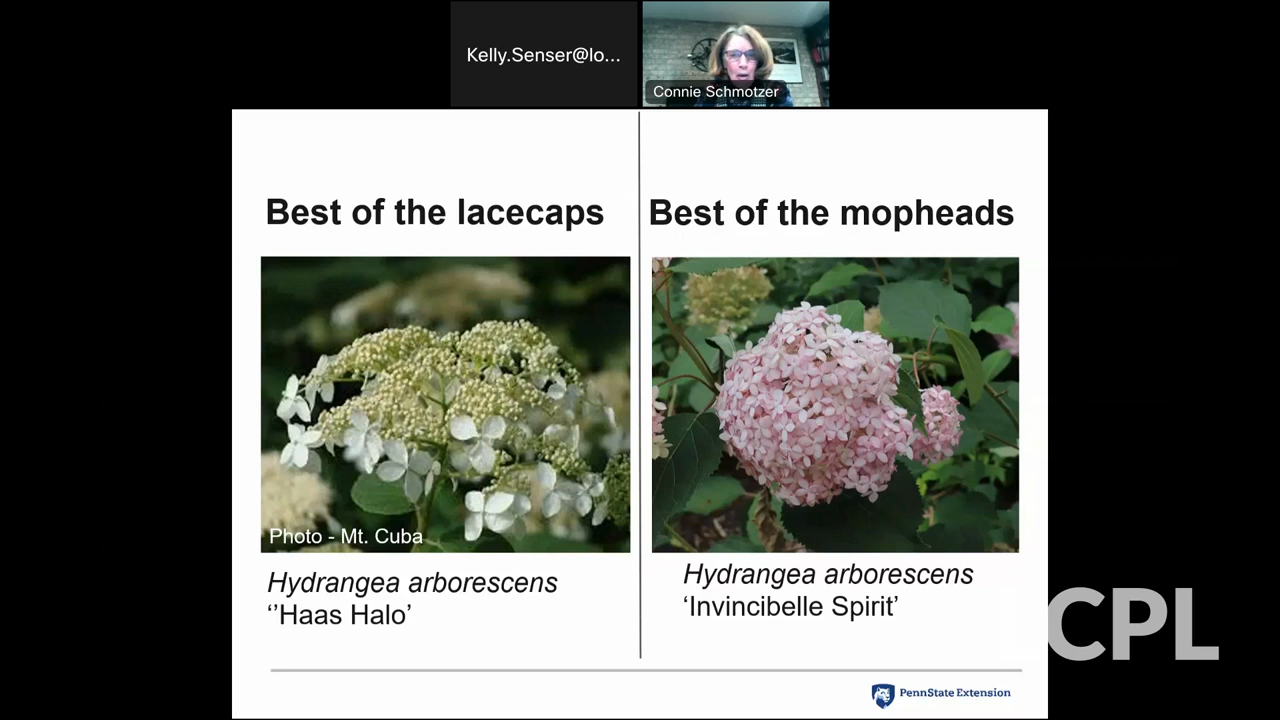 Kelly.Senser@lo...
Connie Schmotzer
Best of the lacecaps
Best of the mopheads
Photo - Mt. Cuba
Hydrangea arborescens
‘’Haas Halo’
Hydrangea arborescens
‘Invincibelle Spirit’
CPL
PennState Extension